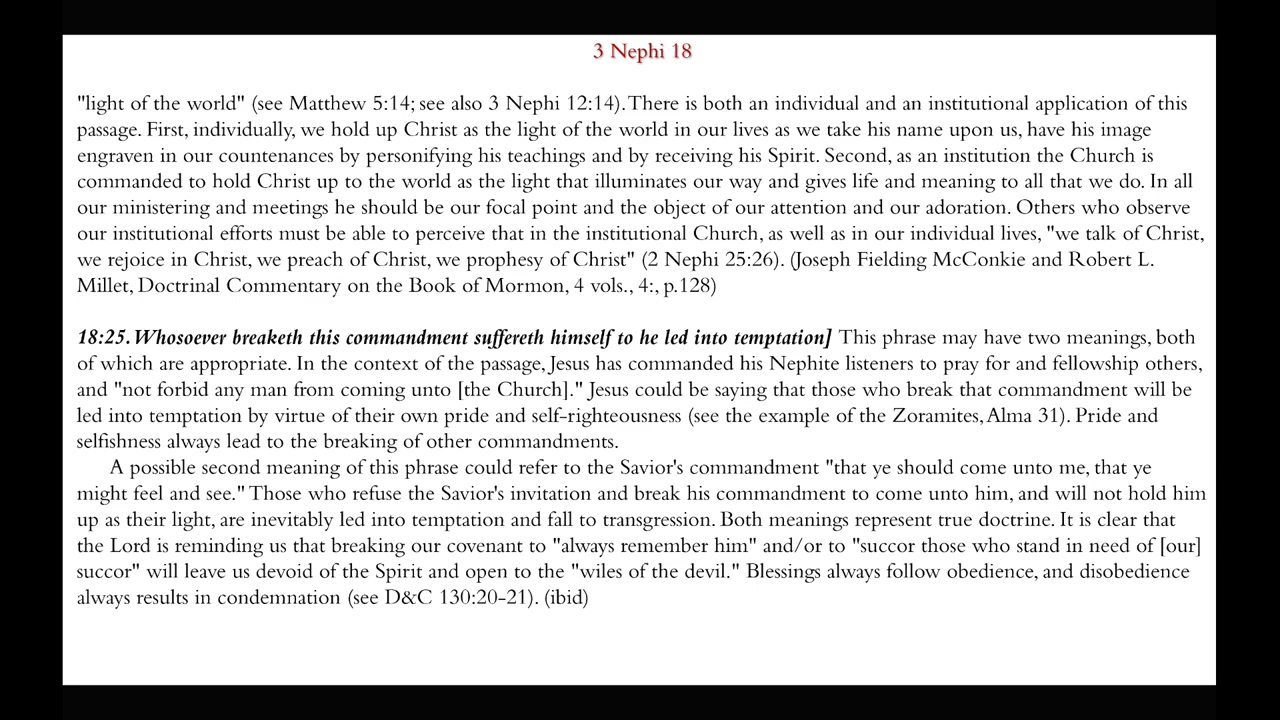 3 Nephi 18
"light of the world" (see Matthew 5:14; see also 3 Nephi 12:14). There is both an individual and an institutional application of this
passage. First, individually, we hold up Christ as the light of the world in our lives as we take his name upon us, have his image
engraven in our countenances by personifying his teachings and by receiving his Spirit. Second, as an institution the Church is
commanded to hold Christ up to the world as the light that illuminates our way and gives life and meaning to all that we do. In all
our ministering and meetings he should be our focal point and the object of our attention and our adoration. Others who observe
our institutional efforts must be able to perceive that in the institutional Church, as well as in our individual lives, "we talk of Christ,
we rejoice in Christ, we preach of Christ, we prophesy of Christ" (2 Nephi 25:26). (Joseph Fielding McConkie and Robert L.
Millet, Doctrinal Commentary on the Book of Mormon, 4 vols., 4:, p.128)
18:25. Whosoever breaketh this commandment suffereth himself to he led into temptation] This phrase may have two meanings, both
of which are appropriate. In the context of the passage, Jesus has commanded his Nephite listeners to pray for and fellowship others,
and "not forbid any man from coming unto [the Church]." Jesus could be saying that those who break that commandment will be
led into temptation by virtue of their own pride and self-righteousness (see the example of the Zoramites, Alma 31). Pride and
selfishness always lead to the breaking of other commandments.
A possible second meaning of this phrase could refer to the Savior's commandment "that ye should come unto me, that ye
might feel and see." Those who refuse the Savior's invitation and break his commandment to come unto him, and will not hold him
up as their light, are inevitably led into temptation and fall to transgression. Both meanings represent true doctrine. It is clear that
the Lord is reminding us that breaking our covenant to "always remember him" and/or to "succor those who stand in need of [our]
succor" will leave us devoid of the Spirit and open to the "wiles of the devil." Blessings always follow obedience, and disobedience
always results in condemnation (see D&C 130:20-21). (ibid)